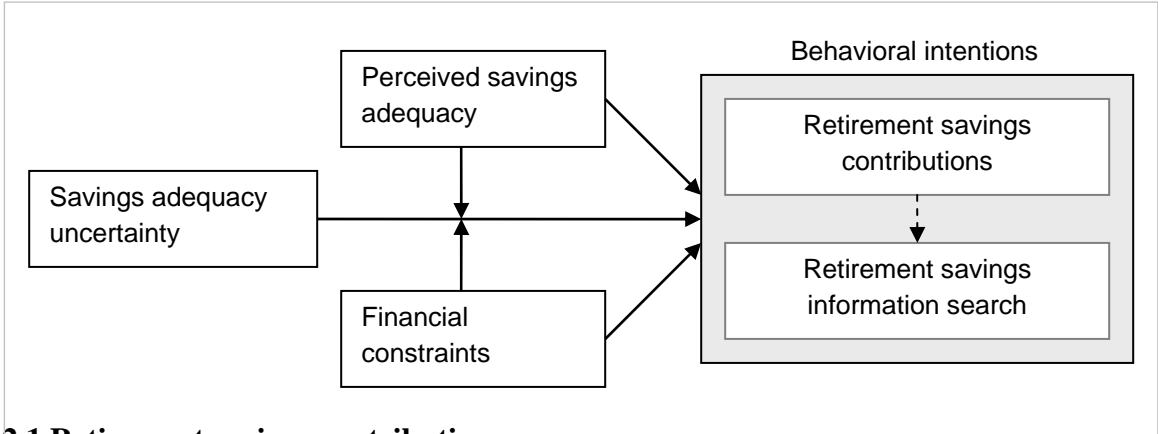 Behavioral intentions
Perceived savings
adequacy
Retirement savings
contributions
Savings adequacy
uncertainty
Retirement savings
information search
Financial
constraints